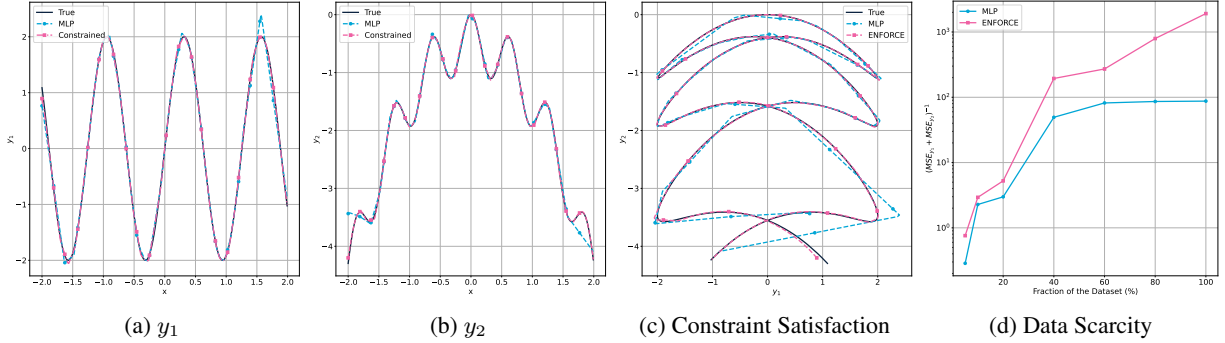 True
MLP
Constrained
y₁
2
1
0
−1
−2
−2.0 −1.5 −1.0 −0.5 0.0 0.5 1.0 1.5 2.0
x
(a) y₁
True
MLP
Constrained
y₂
0
−1
−2
−3
−4
−2.0 −1.5 −1.0 −0.5 0.0 0.5 1.0 1.5 2.0
x
(b) y₂
True
MLP
ENFORCE
y₂
0
−1
−2
−3
−4
−2 −1 0 1 2
y₁
(c) Constraint Satisfaction
MLP
ENFORCE
(MSE_y₁ + MSE_y₂)⁻¹
10³
10²
10¹
10⁰
20 40 60 80 100
Fraction of the Dataset (%)
(d) Data Scarcity